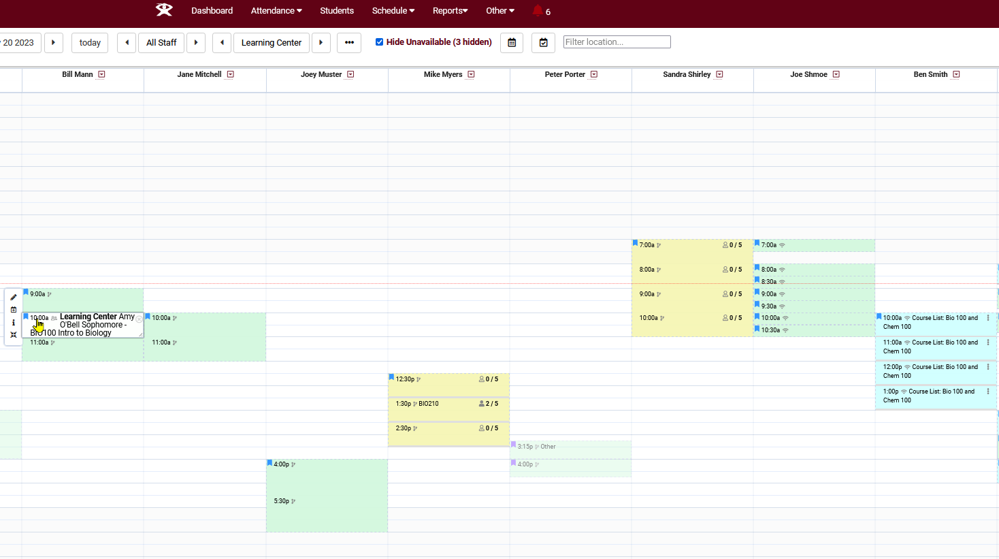 Dashboard Attendance Students Schedule Reports Other 6
20 2023 today All Staff Learning Center ••• Hide Unavailable (3 hidden) Filter location...
Bill Mann Jane Mitchell Joey Muster Mike Myers Peter Porter Sandra Shirley Joe Shmoe Ben Smith
7:00a 0 / 5 7:00a
8:00a 0 / 5 8:00a
8:30a
9:00a 9:00a 0 / 5 9:00a
9:30a
10:00a Learning Center Amy
O'Bell Sophomore -
BIO100 Intro to Biology
10:00a
10:00a 0 / 5 10:00a
10:00a Course List: Bio 100 and
Chem 100
10:30a
11:00a 11:00a
11:00a Course List: Bio 100 and
Chem 100
12:00p Course List: Bio 100 and
Chem 100
12:30p 0 / 5
1:00p Course List: Bio 100 and
Chem 100
1:30p BIO210 2 / 5
2:30p 0 / 5
3:15p Other
4:00p 4:00p
5:30p